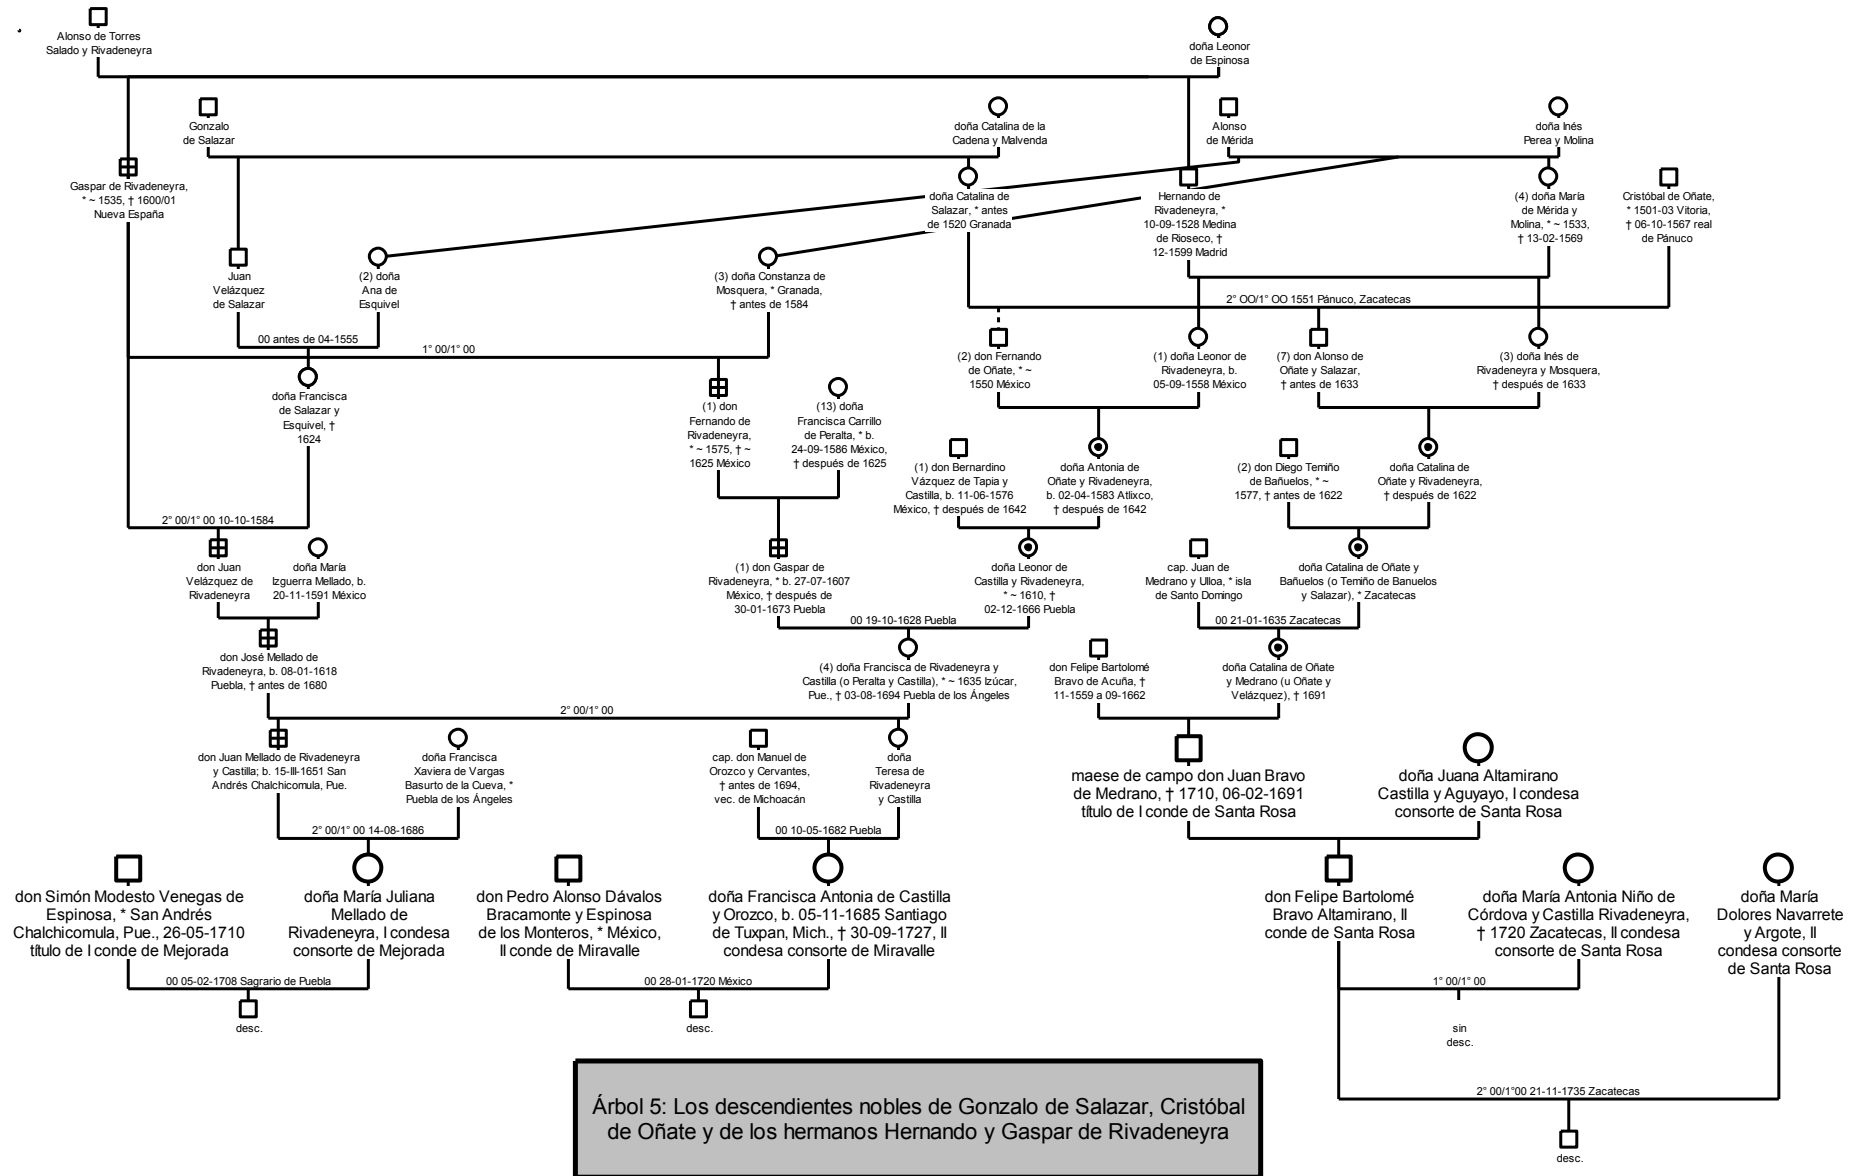 Alonso de Torres
Salado y Rivadeneyra
doña Leonor
de Espinosa
Gonzalo
de Salazar
doña Catalina de la
Cadena y Malvenda
Alonso
de Mérida
doña Inés
Perea y Molina
Gaspar de Rivadeneyra,
* ~ 1535, † 1600/01
Nueva España
doña Catalina de
Salazar, * antes
de 1520 Granada
Hernando de
Rivadeneyra, *
10-09-1528 Medina
de Rioseco, †
12-1599 Madrid
(4) doña María
de Mérida y
Molina, * ~ 1533,
† 13-02-1569
Cristóbal de Oñate,
* 1501-03 Vitoria,
† 06-10-1567 real
de Pánuco
Juan
Velázquez
de Salazar
(2) doña
Ana de
Esquivel
(3) doña Constanza de
Mosquera, * Granada,
† antes de 1584
2° OO/1° OO 1551 Pánuco, Zacatecas
00 antes de 04-1555
1° 00/1° 00
(2) don Fernando
de Oñate, * ~
1550 México
(1) doña Leonor de
Rivadeneyra, b.
05-09-1558 México
(7) don Alonso de
Oñate y Salazar,
† antes de 1633
(3) doña Inés de
Rivadeneyra y Mosquera,
† después de 1633
doña Francisca
de Salazar y
Esquivel, †
1624
(1) don
Fernando de
Rivadeneyra,
* ~ 1575, † ~
1625 México
(13) doña
Francisca Carrillo
de Peralta, * b.
24-09-1586 México,
† después de 1625
(1) don Bernardino
Vázquez de Tapia y
Castilla, b. 11-06-1576
México, † después de 1642
doña Antonia de
Oñate y Rivadeneyra,
b. 02-04-1583 Atlixco,
† después de 1642
(2) don Diego Temiño
de Bañuelos, * ~
1577, † antes de 1622
doña Catalina de
Oñate y Rivadeneyra,
† después de 1622
2° 00/1° 00 10-10-1584
don Juan
Velázquez de
Rivadeneyra
doña María
Izguerra Mellado, b.
20-11-1591 México
(1) don Gaspar de
Rivadeneyra, * b. 27-07-1607
México, † después de
30-01-1673 Puebla
doña Leonor de
Castilla y Rivadeneyra,
* ~ 1610, †
02-12-1666 Puebla
cap. Juan de
Medrano y Ulloa, * isla
de Santo Domingo
doña Catalina de Oñate y
Bañuelos (o Temiño de Banuelos
y Salazar), * Zacatecas
00 19-10-1628 Puebla
00 21-01-1635 Zacatecas
don José Mellado de
Rivadeneyra, b. 08-01-1618
Puebla, † antes de 1680
(4) doña Francisca de Rivadeneyra y
Castilla (o Peralta y Castilla), * ~ 1635 Izúcar,
Pue., † 03-08-1694 Puebla de los Ángeles
don Felipe Bartolomé
Bravo de Acuña, †
11-1559 a 09-1662
doña Catalina de Oñate
y Medrano (u Oñate y
Velázquez), † 1691
2° 00/1° 00
don Juan Mellado de Rivadeneyra
y Castilla; b. 15-III-1651 San
Andrés Chalchicomula, Pue.
doña Francisca
Xaviera de Vargas
Basurto de la Cueva, *
Puebla de los Ángeles
cap. don Manuel de
Orozco y Cervantes,
† antes de 1694,
vec. de Michoacán
doña
Teresa de
Rivadeneyra
y Castilla
maese de campo don Juan Bravo
de Medrano, † 1710, 06-02-1691
título de I conde de Santa Rosa
doña Juana Altamirano
Castilla y Aguyayo, I condesa
consorte de Santa Rosa
2° 00/1° 00 14-08-1686
00 10-05-1682 Puebla
don Simón Modesto Venegas de
Espinosa, * San Andrés
Chalchicomula, Pue., 26-05-1710
título de I conde de Mejorada
doña María Juliana
Mellado de
Rivadeneyra, I condesa
consorte de Mejorada
don Pedro Alonso Dávalos
Bracamonte y Espinosa
de los Monteros, * México,
II conde de Miravalle
doña Francisca Antonia de Castilla
y Orozco, b. 05-11-1685 Santiago
de Tuxpan, Mich., † 30-09-1727, II
condesa consorte de Miravalle
don Felipe Bartolomé
Bravo Altamirano, II
conde de Santa Rosa
doña María Antonia Niño de
Córdova y Castilla Rivadeneyra,
† 1720 Zacatecas, II condesa
consorte de Santa Rosa
doña María
Dolores Navarrete
y Argote, II
condesa consorte
de Santa Rosa
00 05-02-1708 Sagrario de Puebla
00 28-01-1720 México
1° 00/1° 00
desc.
desc.
sin
desc.
2° 00/1°00 21-11-1735 Zacatecas
desc.
Árbol 5: Los descendientes nobles de Gonzalo de Salazar, Cristóbal
de Oñate y de los hermanos Hernando y Gaspar de Rivadeneyra